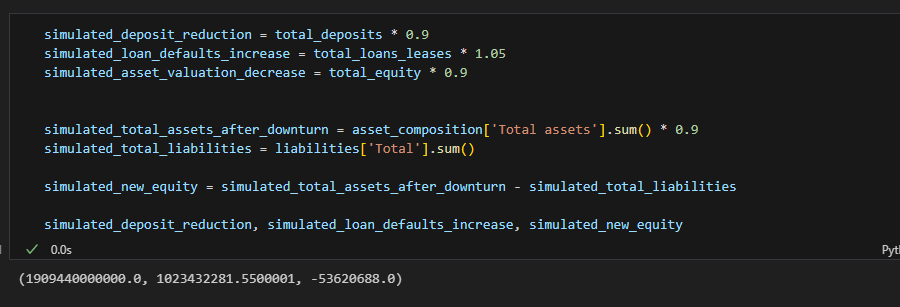 simulated_deposit_reduction = total_deposits * 0.9
simulated_loan_defaults_increase = total_loans_leases * 1.05
simulated_asset_valuation_decrease = total_equity * 0.9
simulated_total_assets_after_downturn = asset_composition['Total assets'].sum() * 0.9
simulated_total_liabilities = liabilities['Total'].sum()
simulated_new_equity = simulated_total_assets_after_downturn - simulated_total_liabilities
simulated_deposit_reduction, simulated_loan_defaults_increase, simulated_new_equity
✓ 0.0s Pyt
(1909440000000.0, 1023432281.5500001, -53620688.0)